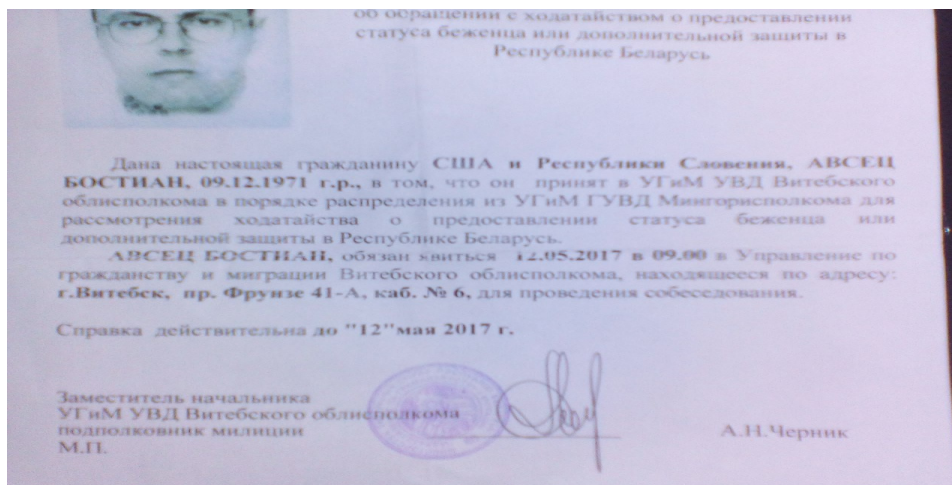 об обращении с ходатайством о предоставлении
статуса беженца или дополнительной защиты в
Республике Беларусь
Дана настоящая гражданину США и Республики Словения, АВСЕЦ
БОСТИАН, 09.12.1971 г.р., в том, что он принят в УГиМ УВД Витебского
облисполкома в порядке распределения из УГиМ ГУВД Мингорисполкома для
рассмотрения ходатайства о предоставлении статуса беженца или
дополнительной защиты в Республике Беларусь.
АВСЕЦ БОСТИАН, обязан явиться 12.05.2017 в 09.00 в Управление по
гражданству и миграции Витебского облисполкома, находящееся по адресу:
г.Витебск, пр. Фрунзе 41-А, каб. № 6, для проведения собеседования.
Справка действительна до "12"мая 2017 г.
Заместитель начальника
УГиМ УВД Витебского облисполкома
подполковник милиции
А.Н.Черник
М.П.